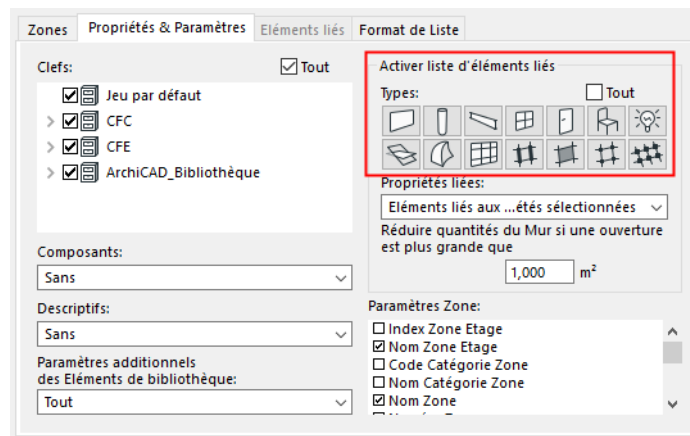 Zones
Propriétés & Paramètres
Eléments liés
Format de Liste
Clefs:
Tout
Jeu par défaut
CFC
CFE
ArchiCAD_Bibliothèque
Composants:
Sans
Descriptifs:
Sans
Paramètres additionnels
des Eléments de bibliothèque:
Tout
Activer liste d'éléments liés
Types:
Tout
Propriétés liées:
Eléments liés aux ...étés sélectionnées
Réduire quantités du Mur si une ouverture
est plus grande que
1,000 m²
Paramètres Zone:
Index Zone Etage
Nom Zone Etage
Code Catégorie Zone
Nom Catégorie Zone
Nom Zone